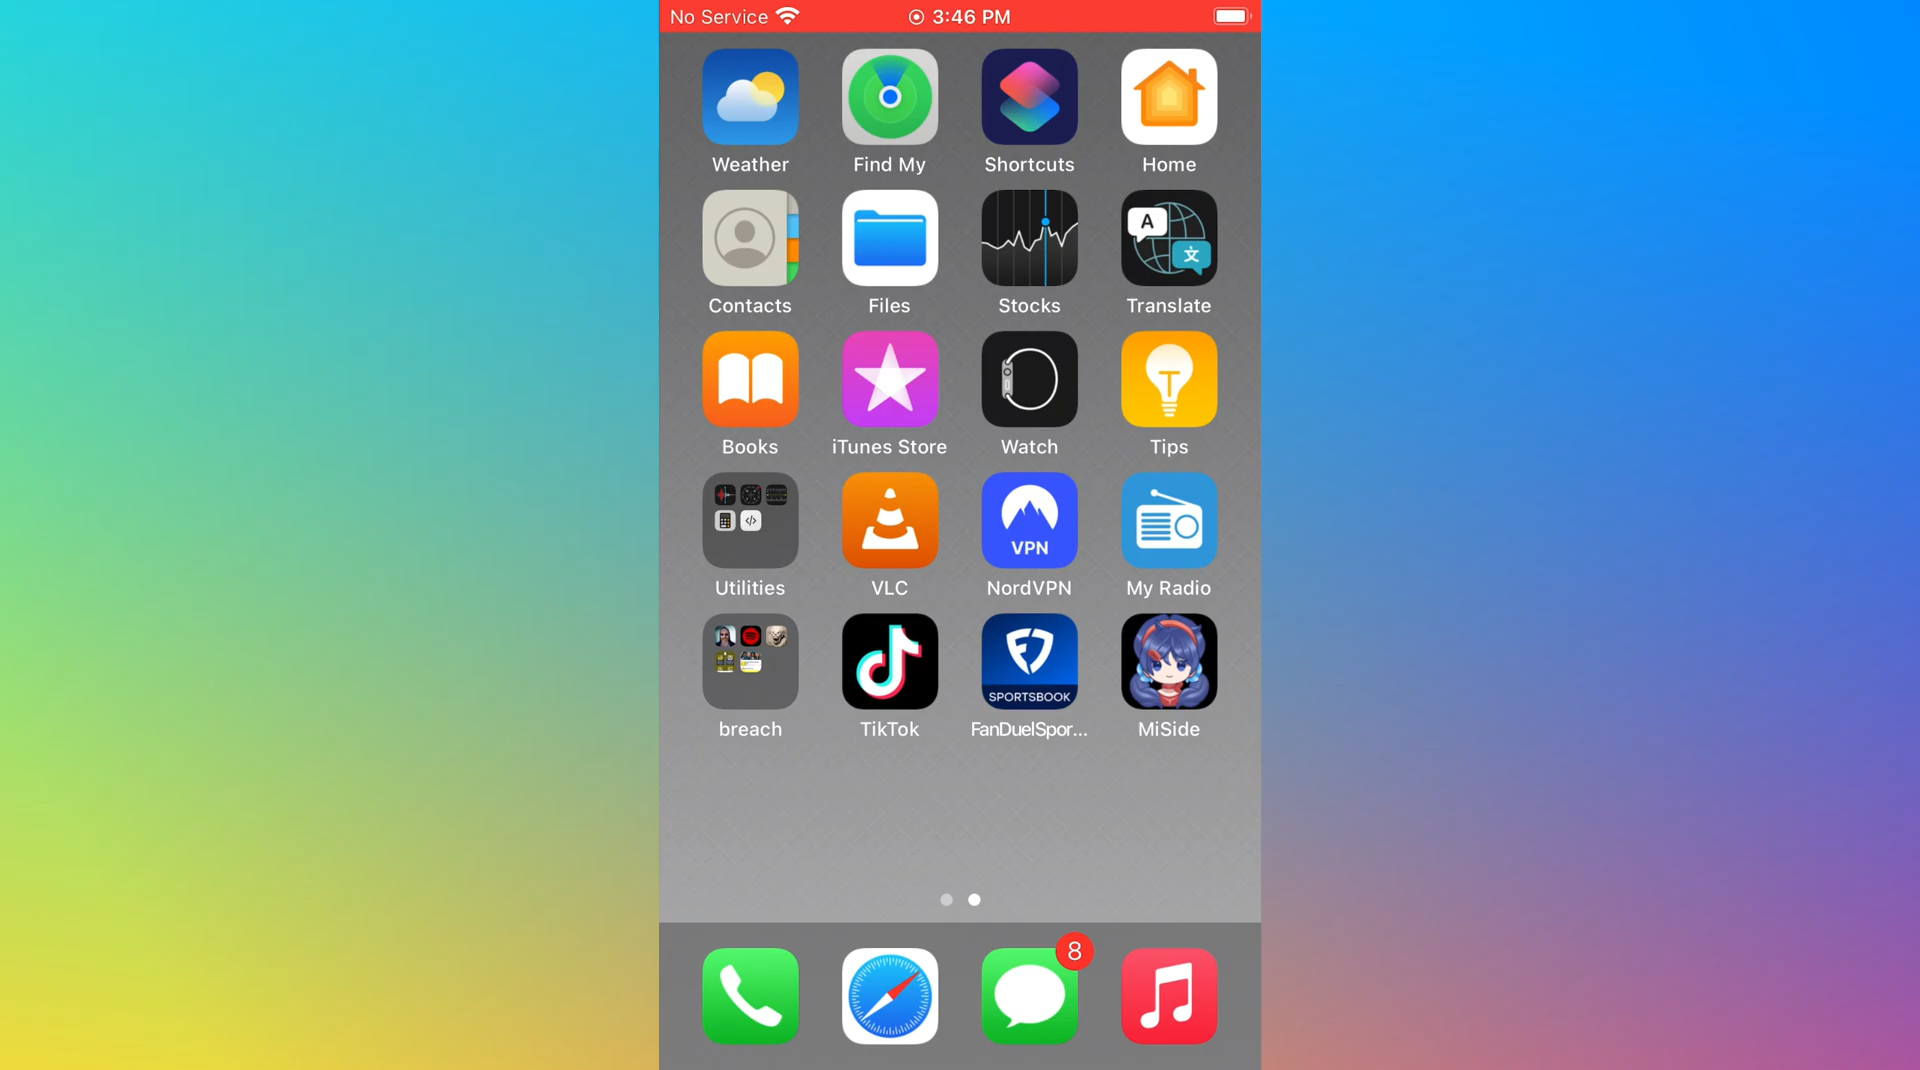 No Service 3:46 PM
Weather Find My Shortcuts Home
A 文
Contacts Files Stocks Translate
Books iTunes Store Watch Tips
VPN
Utilities VLC NordVPN My Radio
SPORTSBOOK
breach TikTok FanDuelSpor... MiSide
8